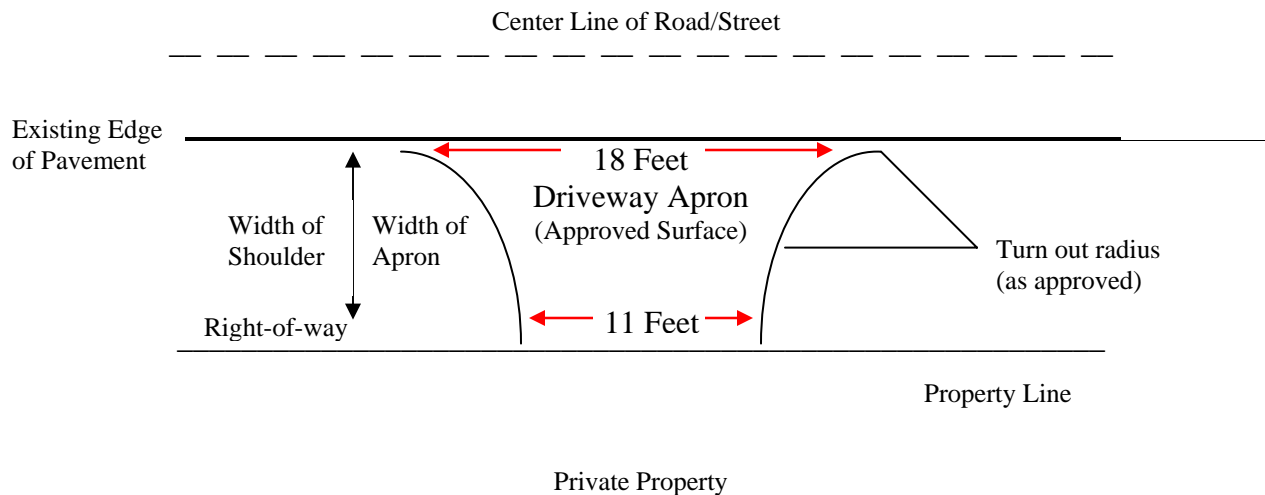 Center Line of Road/Street
Existing Edge
of Pavement
18 Feet
Driveway Apron
(Approved Surface)
Width of
Shoulder
Width of
Apron
Turn out radius
(as approved)
Right-of-way
11 Feet
Property Line
Private Property